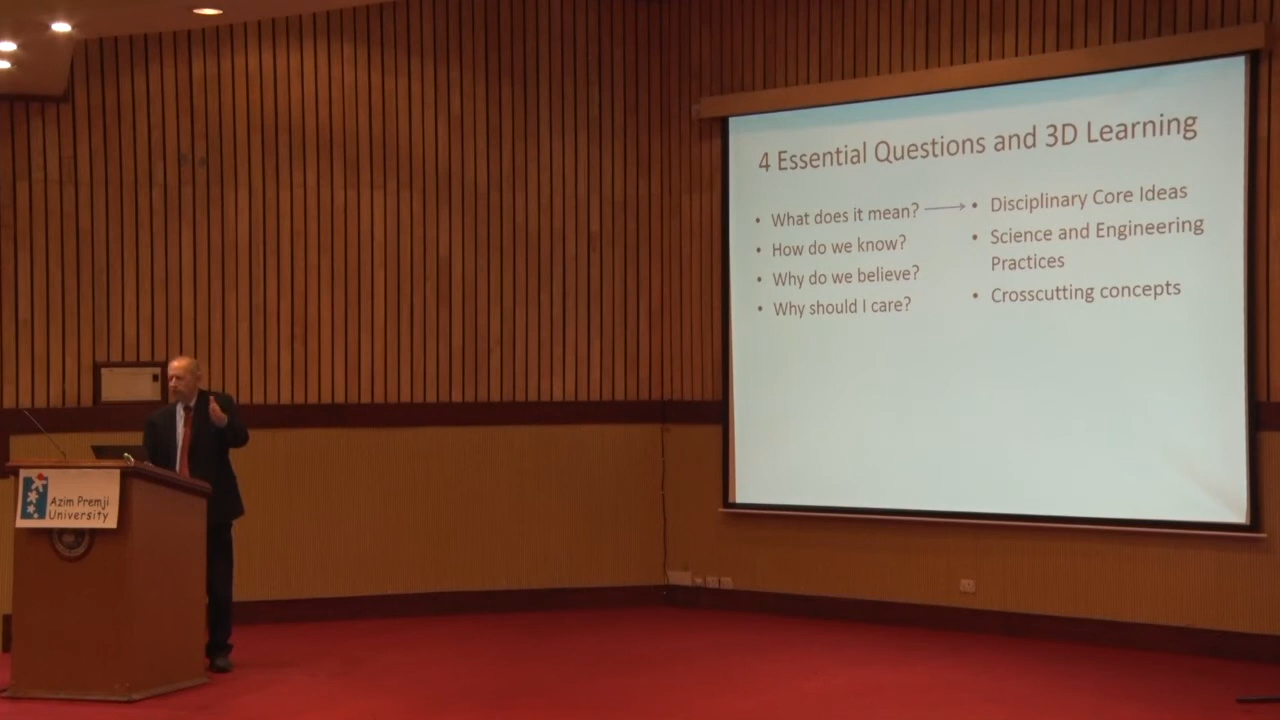 4 Essential Questions and 3D Learning
• What does it mean?
• How do we know?
• Why do we believe?
• Why should I care?
• Disciplinary Core Ideas
• Science and Engineering
Practices
• Crosscutting concepts
Azim Premji
University